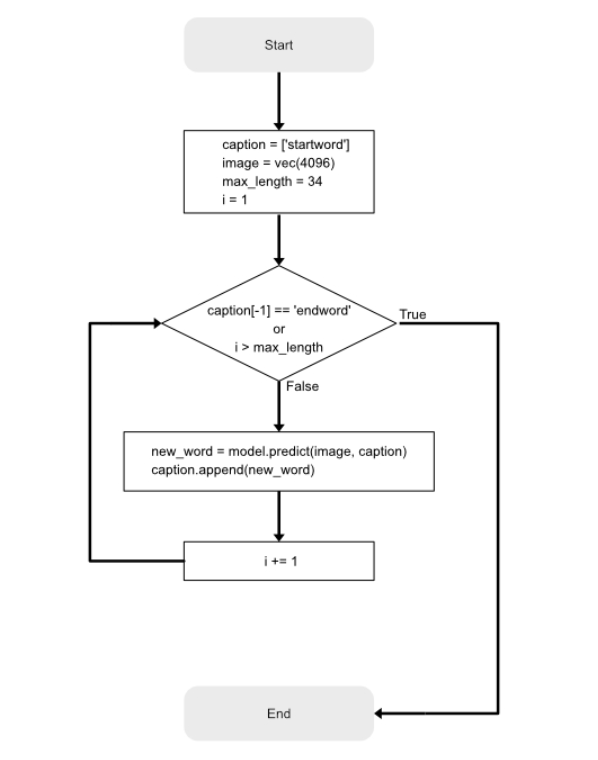 Start
caption = ['startword']
image = vec(4096)
max_length = 34
i = 1
caption[-1] == 'endword'
or
i > max_length
True
False
new_word = model.predict(image, caption)
caption.append(new_word)
i += 1
End